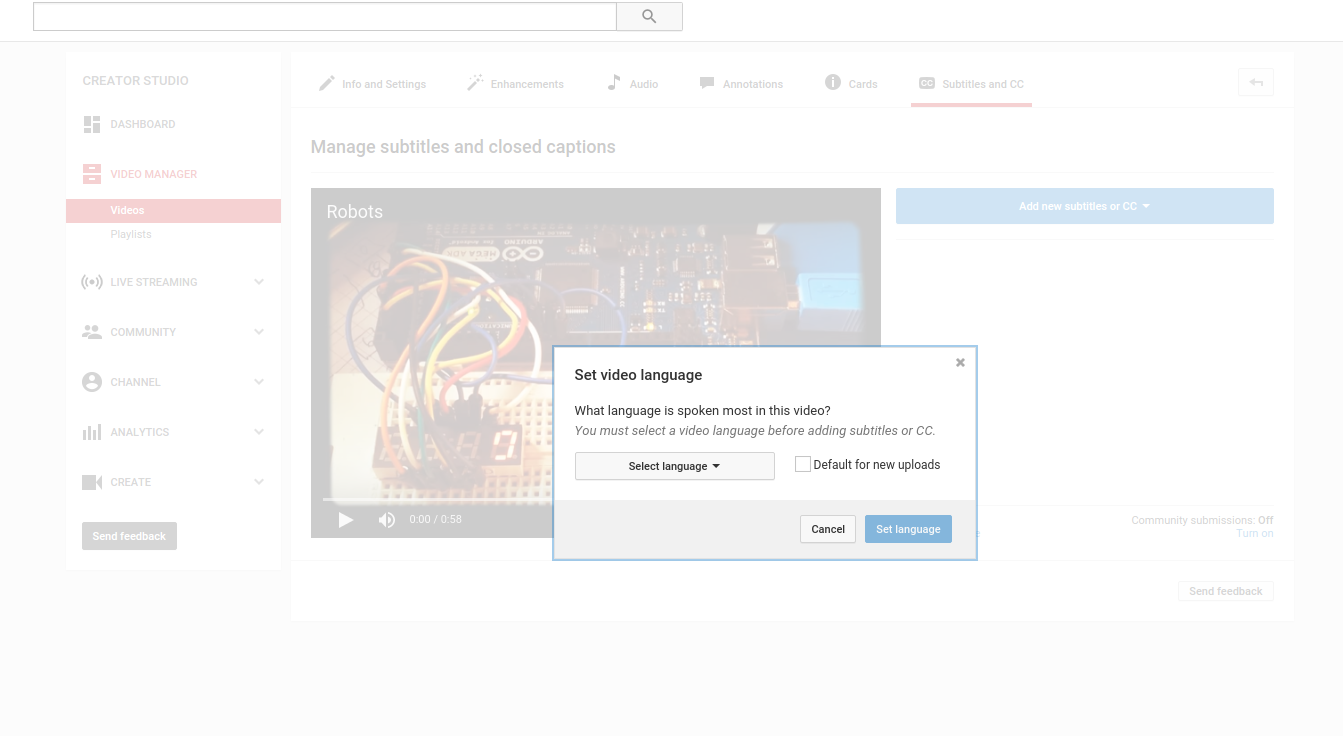 CREATOR STUDIO
DASHBOARD
VIDEO MANAGER
Videos
Playlists
LIVE STREAMING
COMMUNITY
CHANNEL
ANALYTICS
CREATE
Send feedback
Info and Settings
Enhancements
Audio
Annotations
Cards
CC Subtitles and CC
Manage subtitles and closed captions
Robots
ARDUINO
MEGA ADK
0:00 / 0:58
Add new subtitles or CC
Set video language
What language is spoken most in this video?
You must select a video language before adding subtitles or CC.
Select language
Default for new uploads
Cancel
Set language
Community submissions: Off
Turn on
Send feedback